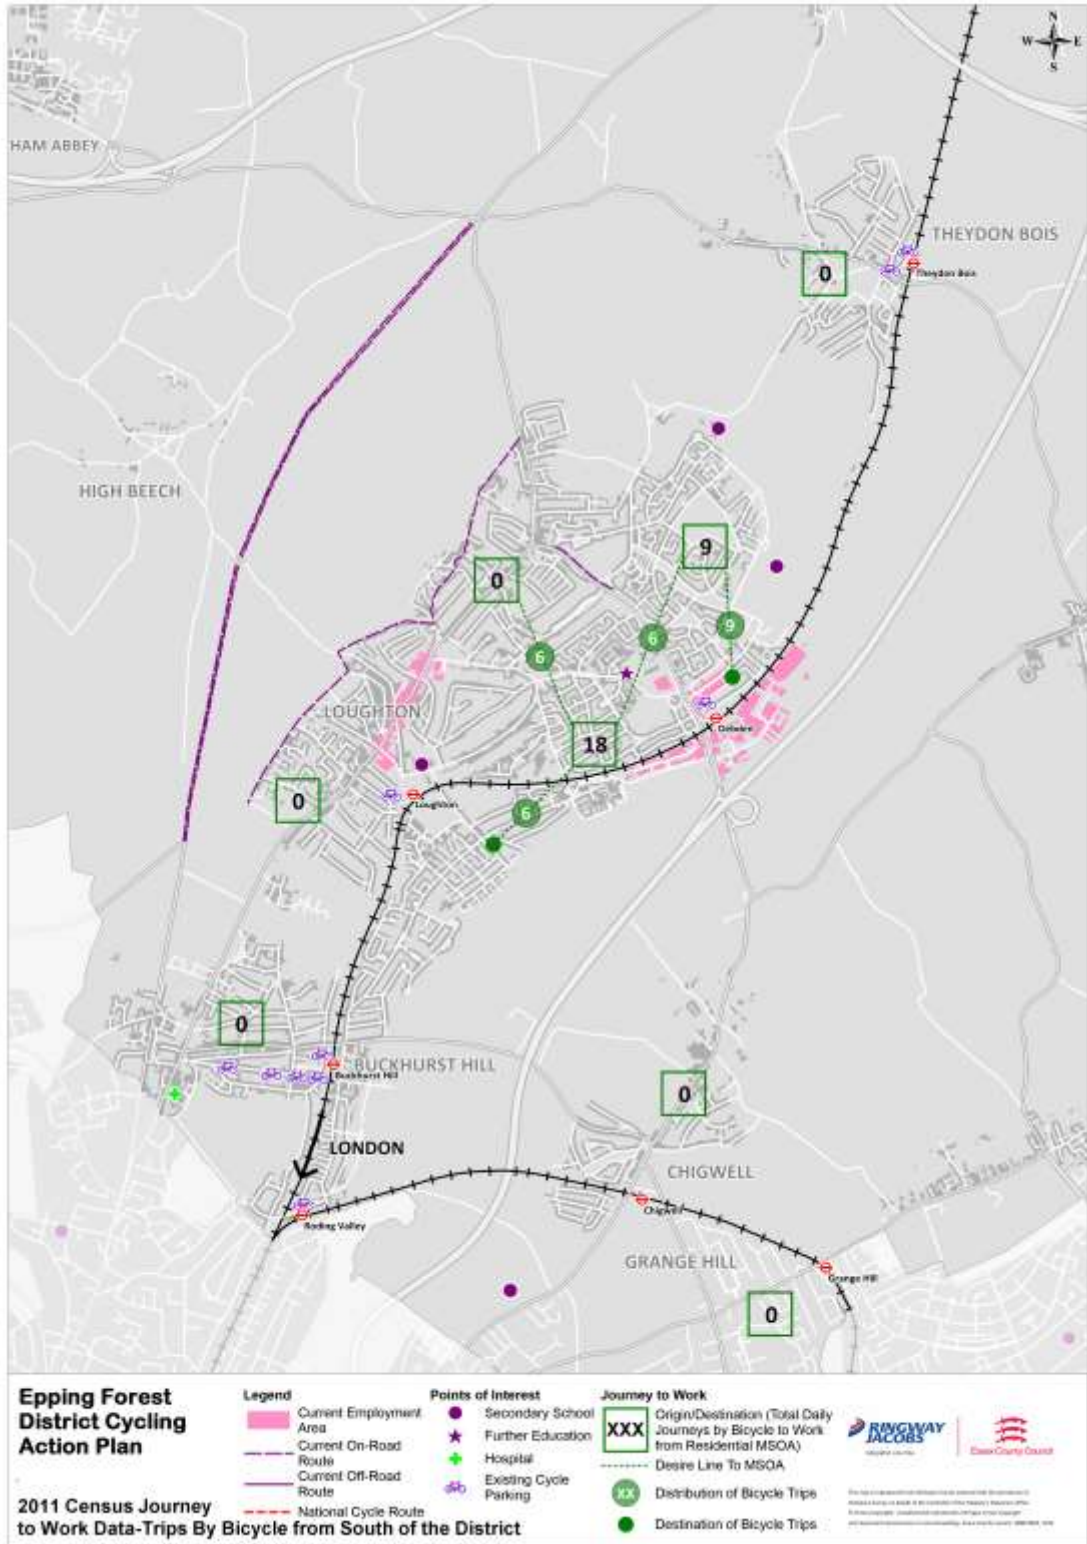 N
W E
S
HAM ABBEY
THEYDON BOIS
0
Theydon Bois
HIGH BEECH
9
0
9
6
6
LOUGHTON
18
Debden
0
Loughton
6
0
BUCKHURST HILL
Buckhurst Hill
0
LONDON
CHIGWELL
Chigwell
Roding Valley
GRANGE HILL
Grange Hill
0
Epping Forest
District Cycling
Action Plan
2011 Census Journey
to Work Data-Trips By Bicycle from South of the District
Legend
Current Employment
Area
Current On-Road
Route
Current Off-Road
Route
National Cycle Route
Points of Interest
Secondary School
Further Education
Hospital
Existing Cycle
Parking
Journey to Work
XXX
Origin/Destination (Total Daily
Journeys by Bicycle to Work
from Residential MSOA)
Desire Line To MSOA
XX
Distribution of Bicycle Trips
Destination of Bicycle Trips
RINGWAY
JACOBS
Essex County Council